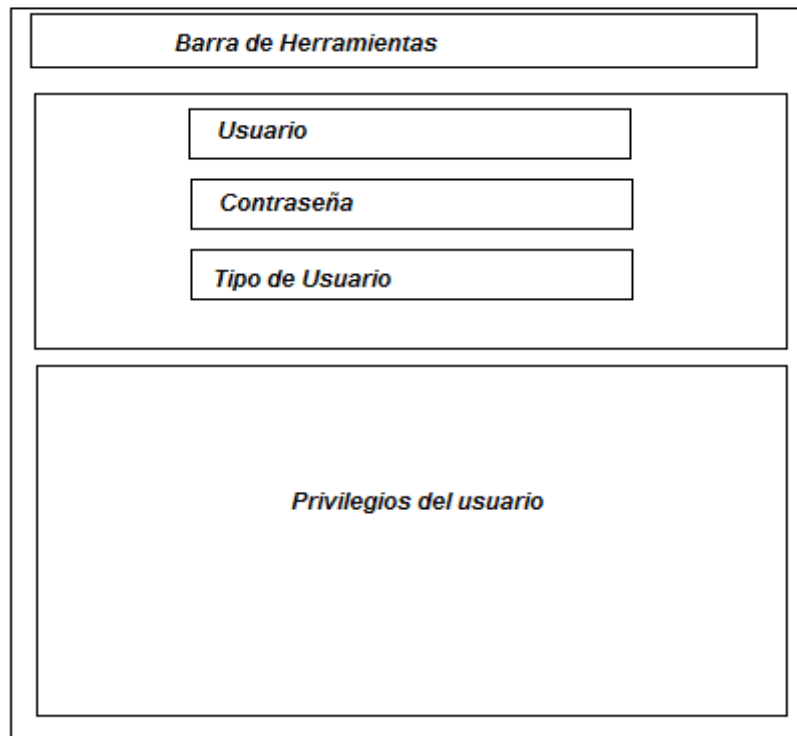 Barra de Herramientas
Usuario
Contraseña
Tipo de Usuario
Privilegios del usuario